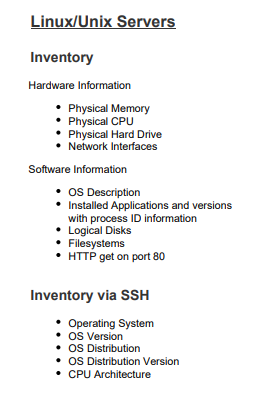 Linux/Unix Servers
Inventory
Hardware Information
• Physical Memory
• Physical CPU
• Physical Hard Drive
• Network Interfaces
Software Information
• OS Description
• Installed Applications and versions
with process ID information
• Logical Disks
• Filesystems
• HTTP get on port 80
Inventory via SSH
• Operating System
• OS Version
• OS Distribution
• OS Distribution Version
• CPU Architecture